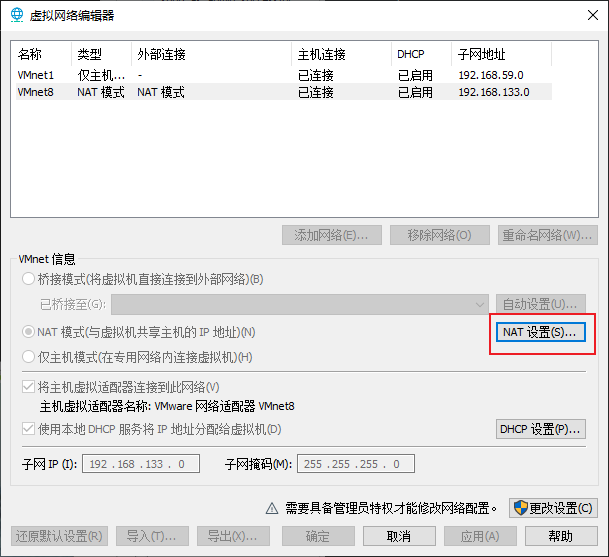 虚拟网络编辑器
名称 类型 外部连接 主机连接 DHCP 子网地址
VMnet1 仅主机... - 已连接 已启用 192.168.59.0
VMnet8 NAT 模式 NAT 模式 已连接 已启用 192.168.133.0
添加网络(E)... 移除网络(O) 重命名网络(W)...
VMnet 信息
桥接模式(将虚拟机直接连接到外部网络)(B)
已桥接至(G): 自动设置(U)...
NAT 模式(与虚拟机共享主机的 IP 地址)(N) NAT 设置(S)...
仅主机模式(在专用网络内连接虚拟机)(H)
将主机虚拟适配器连接到此网络(V)
主机虚拟适配器名称: VMware 网络适配器 VMnet8
使用本地 DHCP 服务将 IP 地址分配给虚拟机(D) DHCP 设置(P)...
子网 IP (I): 192 . 168 . 133 . 0 子网掩码(M): 255 . 255 . 255 . 0
需要具备管理员特权才能修改网络配置。 更改设置(C)
还原默认设置(R) 导入(T)... 导出(X)... 确定 取消 应用(A) 帮助